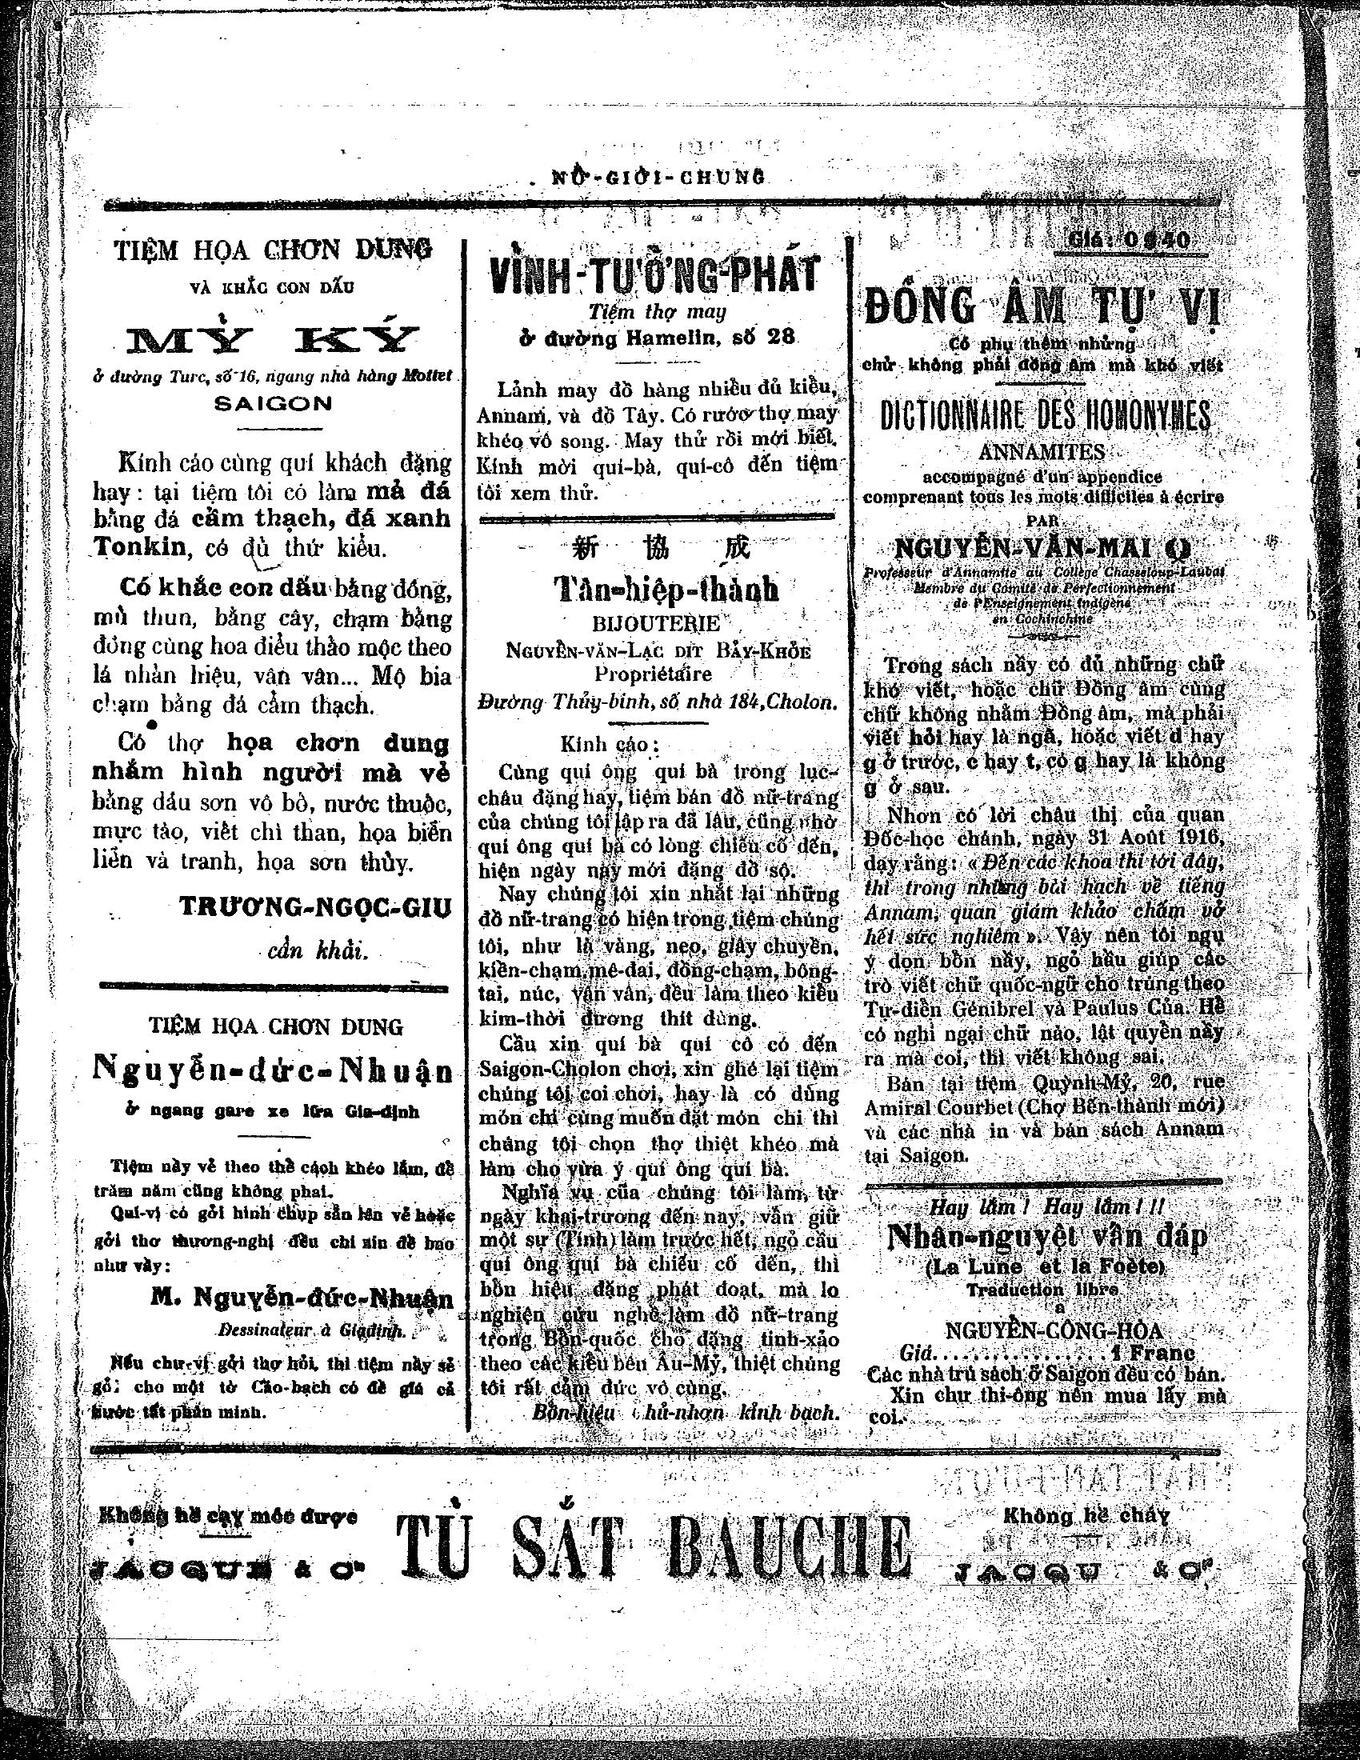 NỮ-GIỚI-CHUNG
TIỆM HỌA CHƠN DUNG
VÀ KHẮC CON DẤU
MỶ KÝ
ở đường Turc, số 16, ngang nhà hàng Mottet
SAIGON
Kính cáo cùng quí khách đặng
hay : tại tiệm tôi có làm mả đá
bằng đá cẩm thạch, đá xanh
Tonkin, có đủ thứ kiểu.
Có khắc con dấu bằng đồng,
mủ thun, bằng cây, chạm bằng
đồng cùng hoa điểu thảo mộc theo
lá nhản hiệu, vân vân... Mộ bia
chạm bằng đá cẩm thạch.
Có thợ họa chơn dung
nhắm hình người mà vẻ
bằng dầu sơn vô bố, nước thuốc,
mực tào, viết chì than, họa biển
liển và tranh, họa sơn thủy.
TRƯƠNG-NGỌC-GIU
cẩn khải.
TIỆM HỌA CHƠN DUNG
Nguyễn-đức-Nhuận
ở ngang gare xe lửa Gia-định
Tiệm nầy vẻ theo thể cách khéo lắm, để
trăm năm cũng không phai.
Quí-vị có gởi hình chụp sẵn lên vẻ hoặc
gởi thơ thương-nghị đều chỉ xin đề bao
như vầy :
M. Nguyễn-đức-Nhuận
Dessinateur à Giadinh.
Nếu chư-vị gởi thơ hỏi, thì tiệm nầy sẻ
gởi cho một tờ Cáo-bạch có đề giá cả
trước tất phân minh.
VĨNH-TƯỜNG-PHÁT
Tiệm thợ may
ở đường Hamelin, số 28
Lảnh may đồ hàng nhiều đủ kiểu,
Annam, và đồ Tây. Có rước thợ may
khéo vô song. May thử rồi mới biết.
Kính mời quí-bà, quí-cô đến tiệm
tôi xem thử.
新 協 成
Tân-hiệp-thành
BIJOUTERIE
NGUYỄN-VĂN-LẠC DIT BẢY-KHỎE
Propriétaire
Đường Thủy-binh, số nhà 184, Cholon.
Kính cáo :
Cùng quí ông quí bà trong lục-
châu đặng hay, tiệm bán đồ nữ-trang
của chúng tôi lập ra đã lâu, cũng nhờ
quí ông quí bà có lòng chiếu cố đến,
hiện ngày nay mới đặng đồ sộ.
Nay chúng tôi xin nhắt lại những
đồ nữ-trang có hiện trong tiệm chúng
tôi, như là vàng, neo, giây chuyền,
kiền-chạm, mê-đai, đồng-chạm, bông-
tai, núc, vân vân, đều làm theo kiểu
kim-thời đương thít dùng.
Cầu xin quí bà quí cô có đến
Saigon-Cholon chơi, xin ghé lại tiệm
chúng tôi coi chơi, hay là có dùng
món chi cùng muốn đặt món chi thì
chúng tôi chọn thợ thiệt khéo mà
làm cho vừa ý quí ông quí bà.
Nghĩa vụ của chúng tôi làm, từ
ngày khai-trương đến nay, vẫn giữ
một sự (Tính) làm trước hết, ngỏ cầu
quí ông quí bà chiếu cố đến, thì
bổn hiệu đặng phát đoạt, mà lo
nghiên cứu nghề làm đồ nữ-trang
trong Bổn-quốc cho đặng tinh-xảo
theo các kiểu bên Âu-Mỷ, thiệt chúng
tôi rất cảm đức vô cùng.
Bổn-hiệu chủ-nhơn kính bạch.
Giá : 0 $ 40
ĐỒNG ÂM TỰ VỊ
Có phụ thêm những
chử không phải đồng âm mà khó viết
DICTIONNAIRE DES HOMONYMES
ANNAMITES
accompagné d'un appendice
comprenant tous les mots difficiles à écrire
PAR
NGUYỄN-VĂN-MAI
Professeur d'Annamite au Collège Chasseloup-Laubat
Membre du Comité de Perfectionnement
de l'Enseignement Indigène
en Cochinchine
Trong sách nầy có đủ những chữ
khó viết, hoặc chữ Đồng âm cùng
chữ không nhằm Đồng âm, mà phải
viết hỏi hay là ngã, hoặc viết d hay
g ở trước, c hay t, có g hay là không
g ở sau.
Nhơn có lời châu thị của quan
Đốc-học chánh, ngày 31 Août 1916,
dạy rằng : « Đến các khoa thi tới đây,
thì trong những bài hạch về tiếng
Annam, quan giám khảo chấm vở
hết sức nghiêm ». Vậy nên tôi ngụ
ý dọn bổn nầy, ngỏ hầu giúp các
trò viết chữ quốc-ngữ cho trúng theo
Tự-điển Génibrel và Paulus Của. Hễ
có nghi ngại chữ nào, lật quyển nầy
ra mà coi, thì viết không sai.
Bán tại tiệm Quỳnh-Mỷ, 20, rue
Amiral Courbet (Chợ Bến-thành mới)
và các nhà in và bán sách Annam
tại Saigon.
Hay lắm ! Hay lắm ! !!
Nhân-nguyệt vấn đáp
(La Lune et la Poète)
Traduction libre
a
NGUYỄN-CÔNG-HÒA
Giá................1 Franc
Các nhà trử sách ở Saigon đều có bán.
Xin chư thi-ông nên mua lấy mà
coi.
Không hề cạy móc được
JACQUE & Cie
TỦ SẮT BAUCHE
Không hề cháy
JACQU & Cie